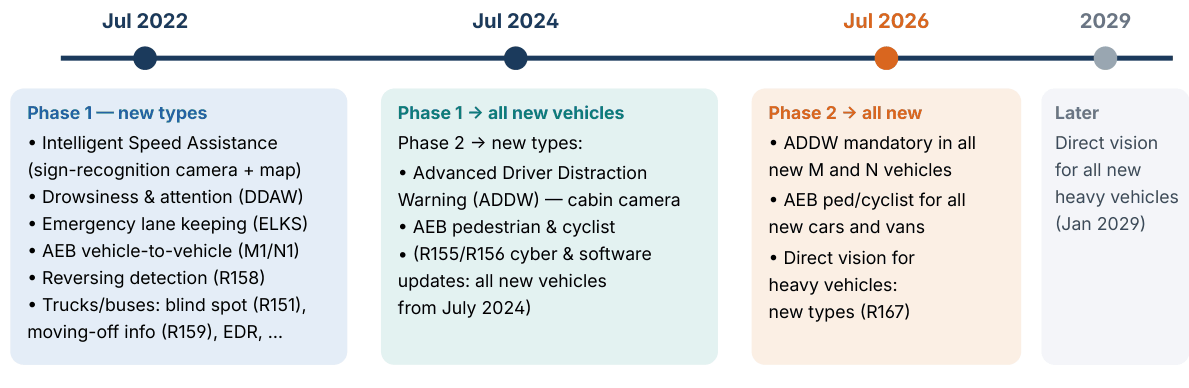 Jul 2022
Jul 2024
Jul 2026
2029
Phase 1 — new types
• Intelligent Speed Assistance
(sign-recognition camera + map)
• Drowsiness & attention (DDAW)
• Emergency lane keeping (ELKS)
• AEB vehicle-to-vehicle (M1/N1)
• Reversing detection (R158)
• Trucks/buses: blind spot (R151),
moving-off info (R159), EDR, ...
Phase 1 → all new vehicles
Phase 2 → new types:
• Advanced Driver Distraction
Warning (ADDW) — cabin camera
• AEB pedestrian & cyclist
• (R155/R156 cyber & software
updates: all new vehicles
from July 2024)
Phase 2 → all new
• ADDW mandatory in all
new M and N vehicles
• AEB ped/cyclist for all
new cars and vans
• Direct vision for
heavy vehicles:
new types (R167)
Later
Direct vision
for all new
heavy vehicles
(Jan 2029)